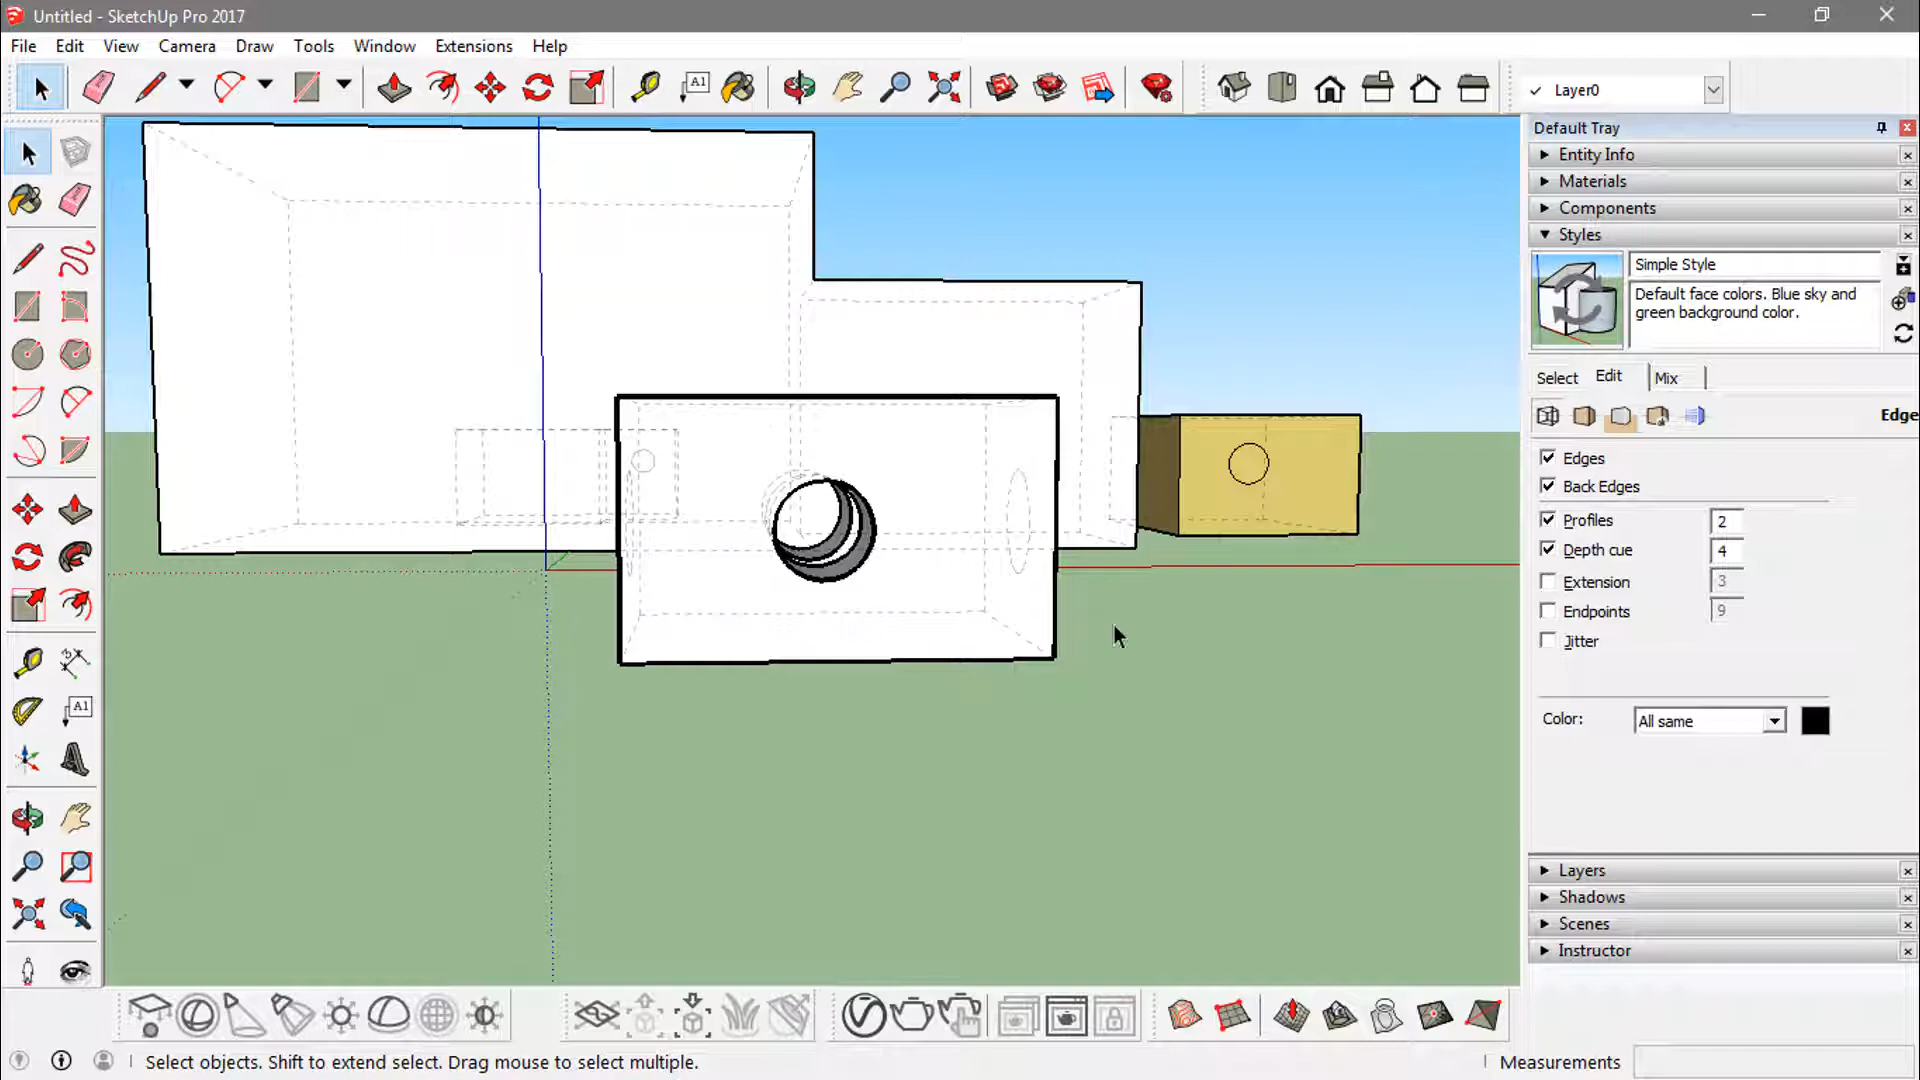 Untitled - SketchUp Pro 2017
File Edit View Camera Draw Tools Window Extensions Help
A1
Layer0
Default Tray
Entity Info
Materials
Components
Styles
Simple Style
Default face colors. Blue sky and
green background color.
Select Edit Mix
Edge
Edges
Back Edges
Profiles 2
Depth cue 4
Extension 3
Endpoints 9
Jitter
A1
Color: All same
Layers
Shadows
Scenes
Instructor
Select objects. Shift to extend select. Drag mouse to select multiple.
Measurements